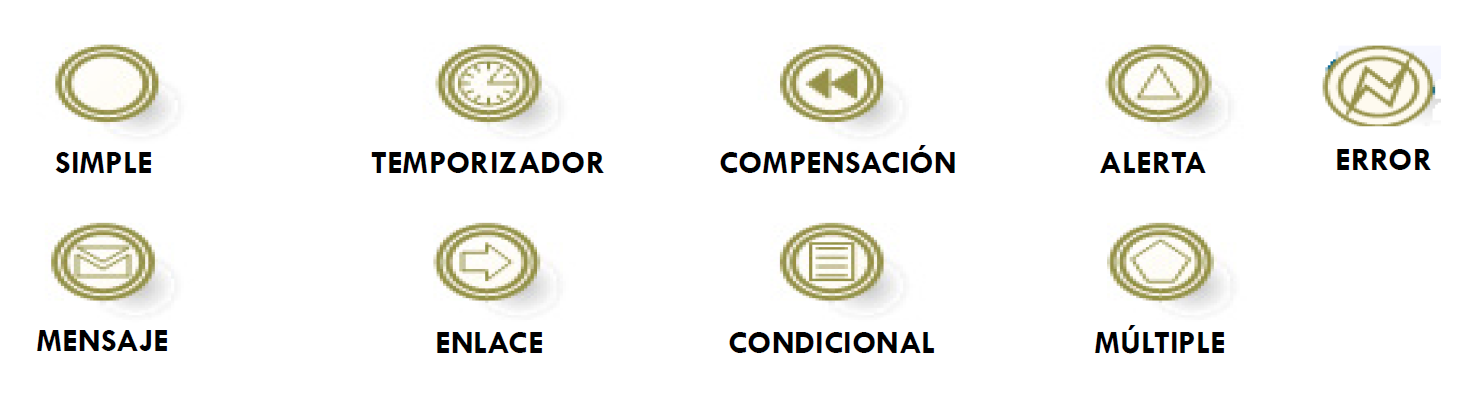 SIMPLE
TEMPORIZADOR
COMPENSACIÓN
ALERTA
ERROR
MENSAJE
ENLACE
CONDICIONAL
MÚLTIPLE